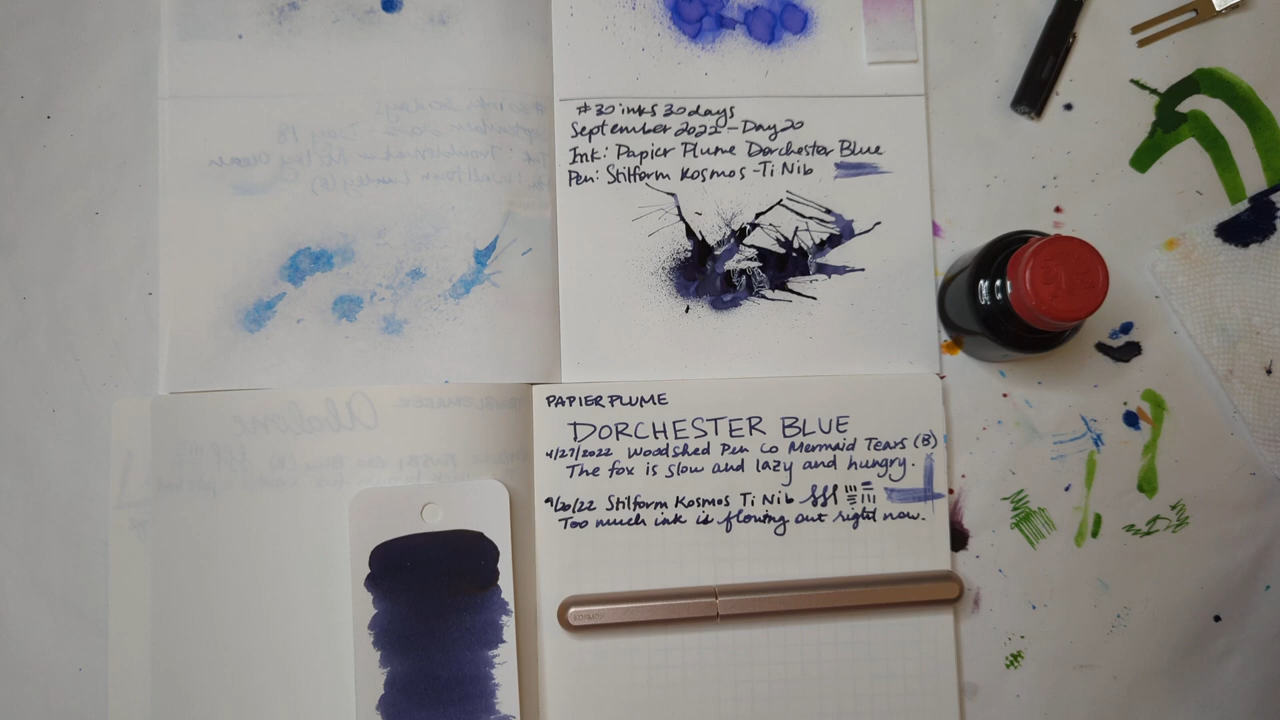 #30inks30days
September 2022 - Day 20
Ink: Papier Plume Dorchester Blue
Pen: Stilform Kosmos - Ti Nib
PAPIER PLUME
DORCHESTER BLUE
4/27/2022 Woodshed Pen Co Mermaid Tears (B)
The fox is slow and lazy and hungry.
9/20/22 Stilform Kosmos Ti Nib
Too much ink is flowing out right now.
KOSMOS